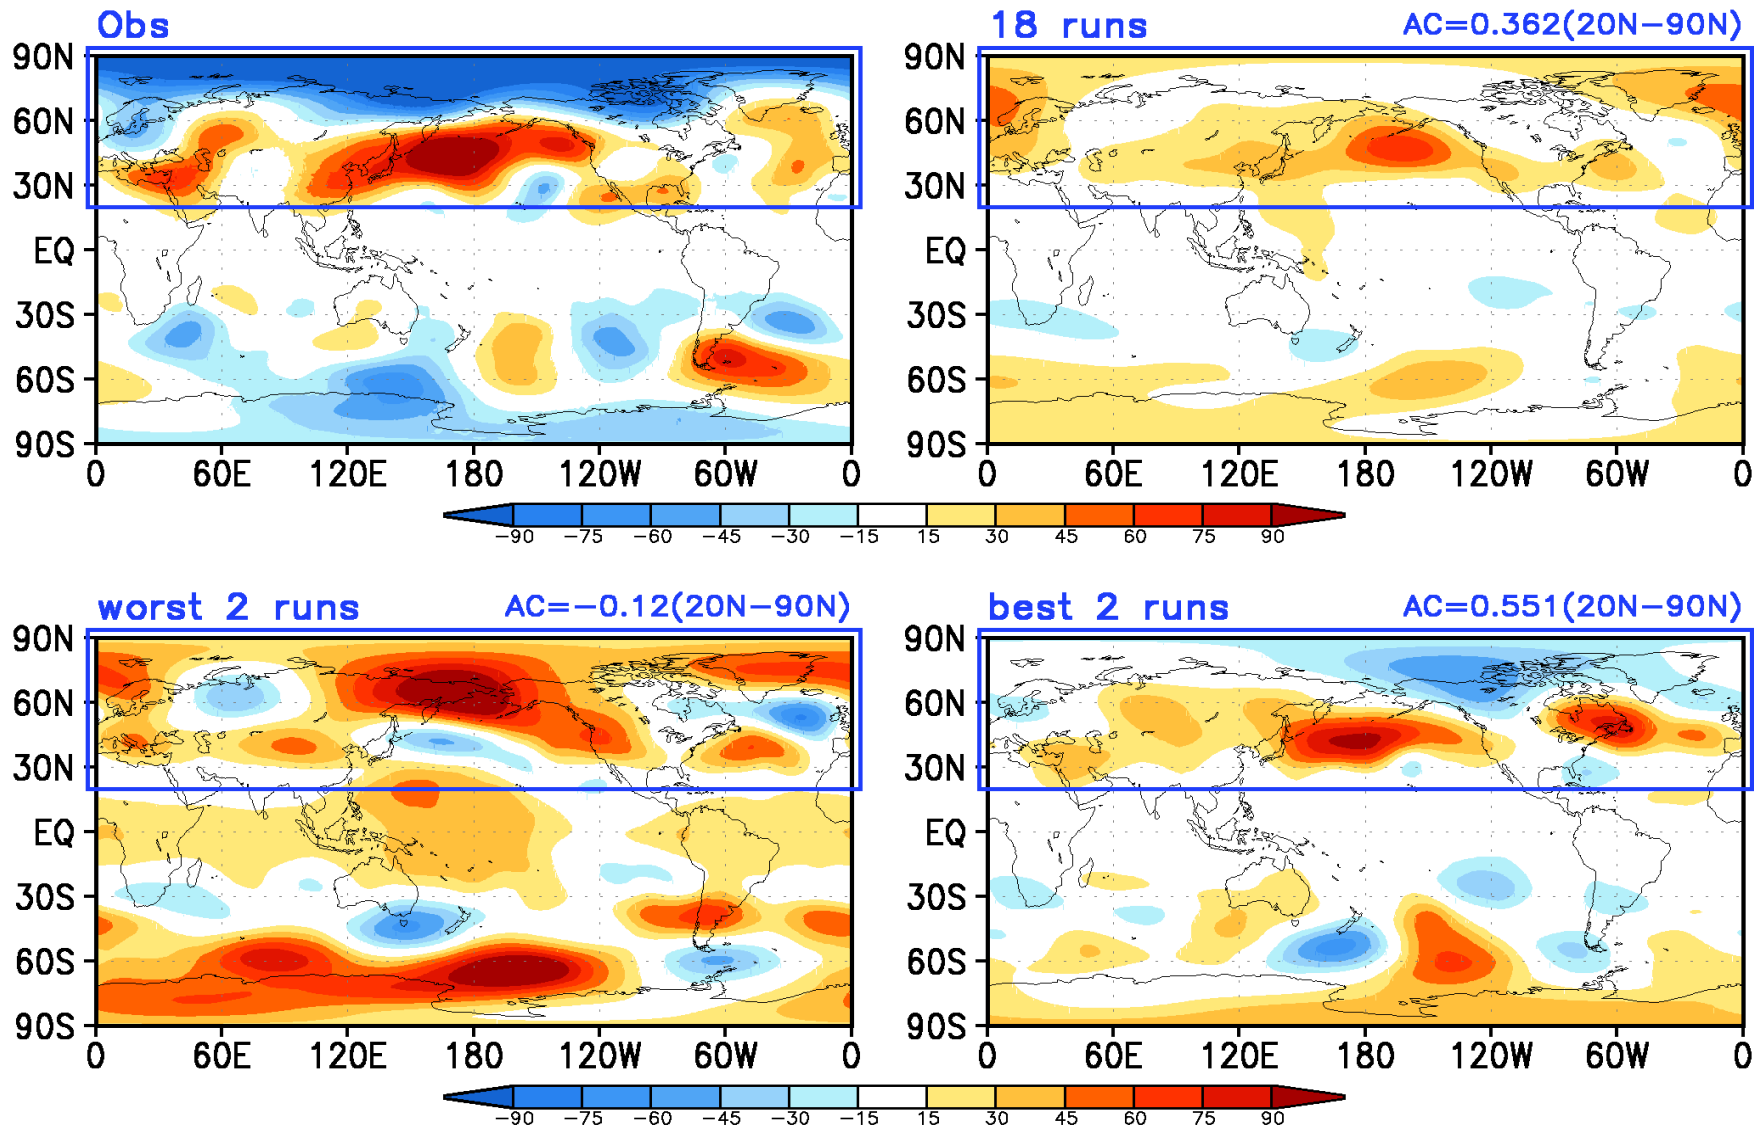 Obs
18 runs AC=0.362(20N−90N)
90N 90N
60N 60N
30N 30N
EQ EQ
30S 30S
60S 60S
90S 90S
0 60E 120E 180 120W 60W 0 0 60E 120E 180 120W 60W 0
−90 −75 −60 −45 −30 −15 15 30 45 60 75 90
worst 2 runs AC=−0.12(20N−90N) best 2 runs AC=0.551(20N−90N)
90N 90N
60N 60N
30N 30N
EQ EQ
30S 30S
60S 60S
90S 90S
0 60E 120E 180 120W 60W 0 0 60E 120E 180 120W 60W 0
−90 −75 −60 −45 −30 −15 15 30 45 60 75 90